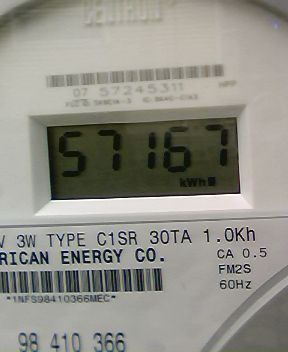 CENTRON
07 57245311
57167
kWh
V 3W TYPE C1SR 30TA 1.0Kh
RICAN ENERGY CO.
CA 0.5
FM2S
60Hz
*1NFS98410366MEC*
98 410 366